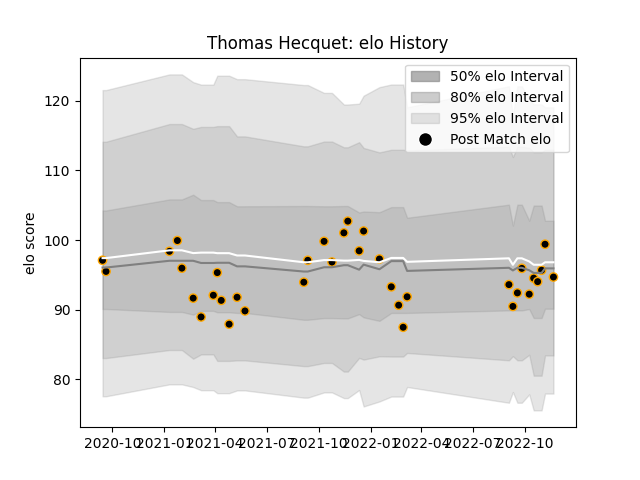 Thomas Hecquet: elo History
50% elo Interval
80% elo Interval
95% elo Interval
Post Match elo
elo score
120
110
100
90
80
2020-10 2021-01 2021-04 2021-07 2021-10 2022-01 2022-04 2022-07 2022-10